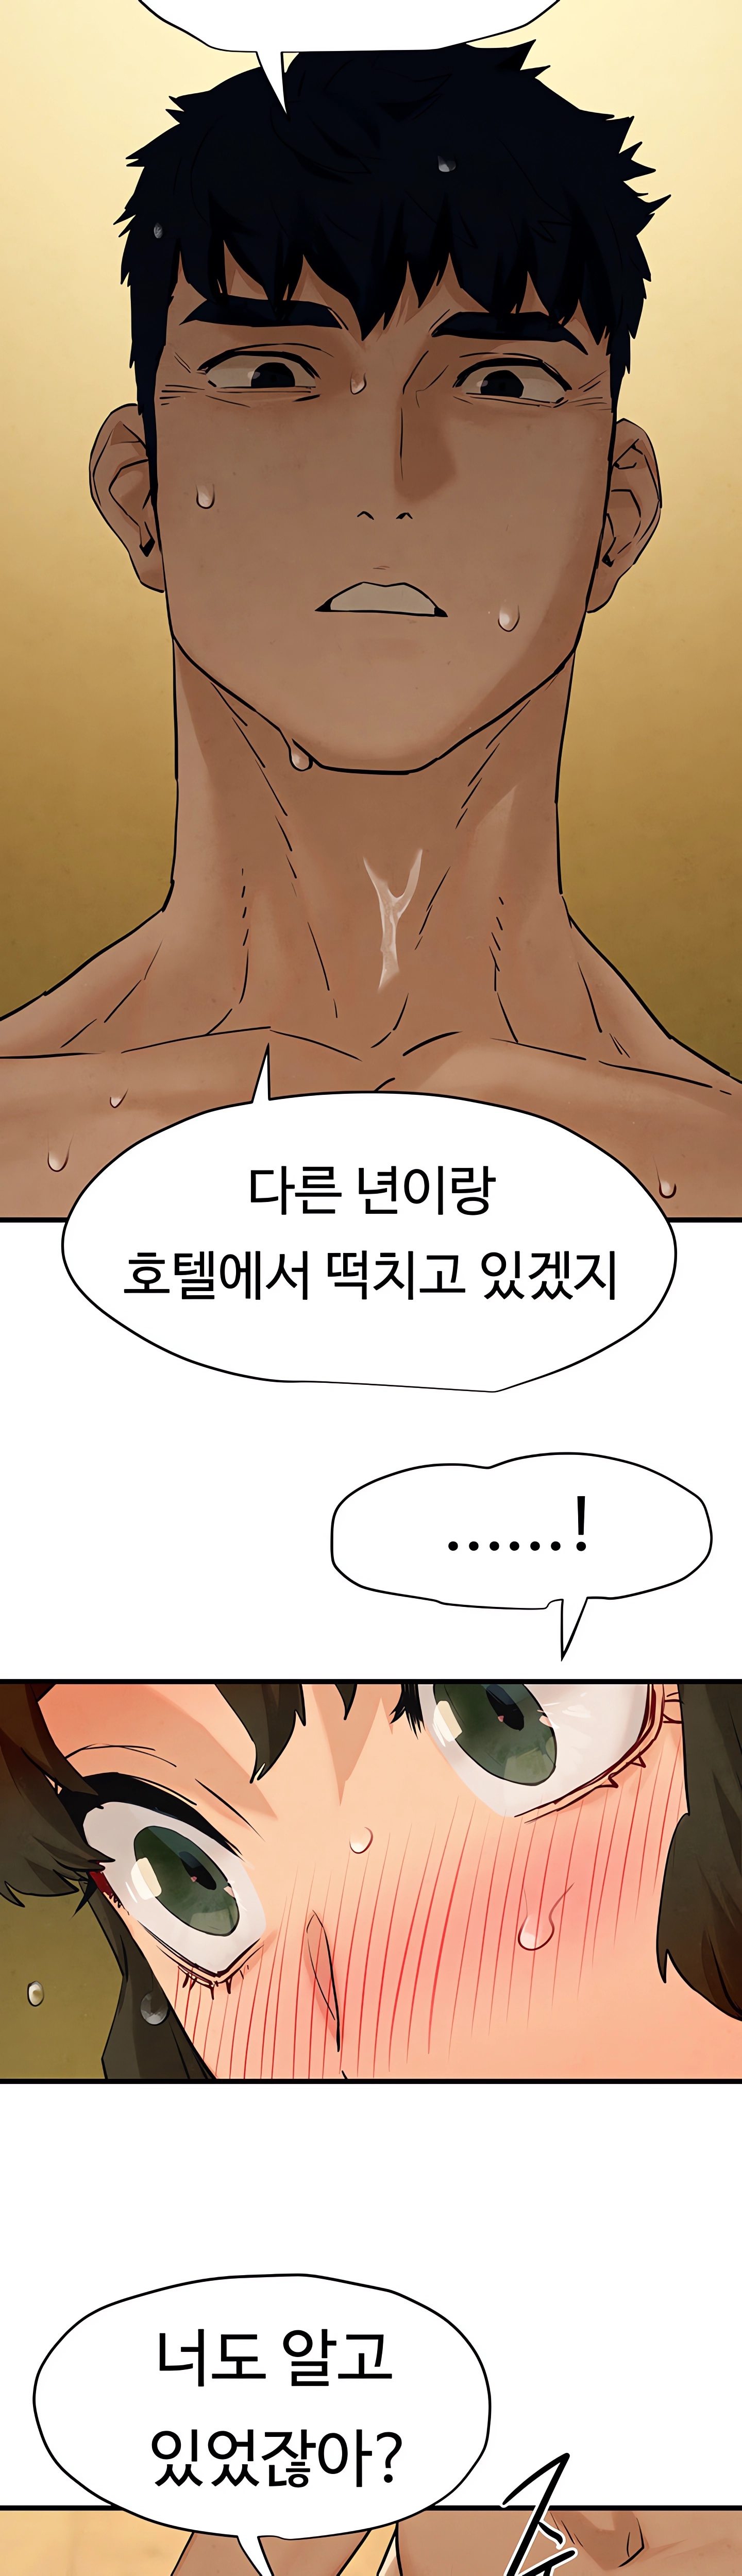 다른 년이랑
호텔에서 떡치고 있겠지
......!
너도 알고
있었잖아?